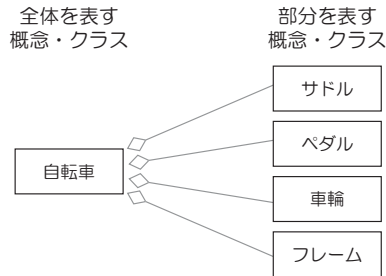 全体を表す
概念・クラス
部分を表す
概念・クラス
サドル
ペダル
自転車
車輪
フレーム